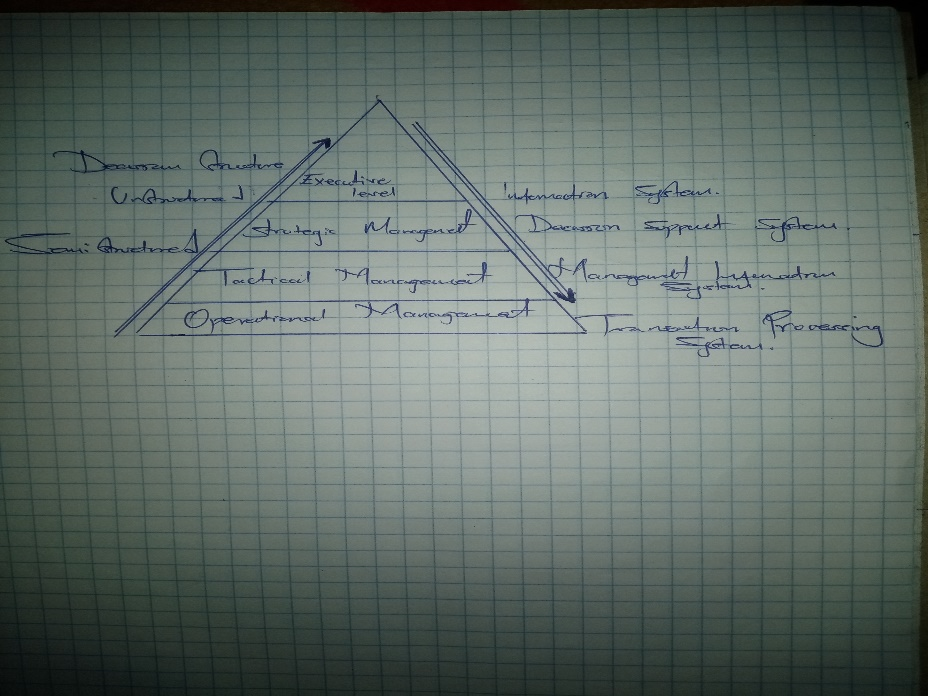 Decision Structure
Unstructured
Semi Structured
Executive
level
Strategic Management
Tactical Management
Operational Management
Information System.
Decision Support System.
Management Information
System.
Transaction Processing
System.